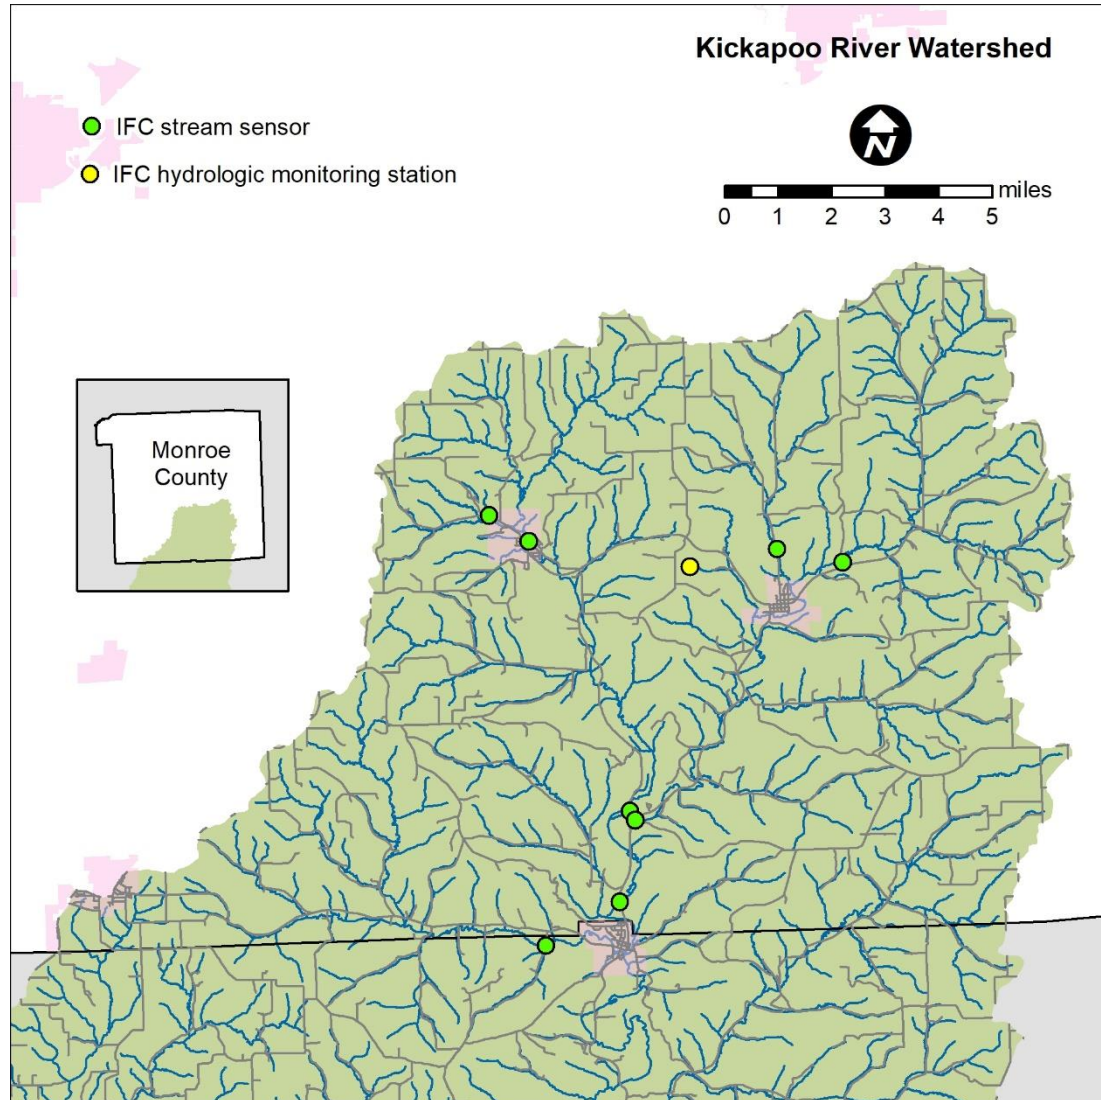 Kickapoo River Watershed
IFC stream sensor
IFC hydrologic monitoring station
N
miles
0 1 2 3 4 5
Monroe
County